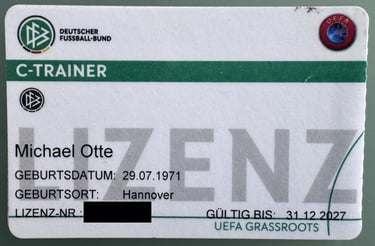 DEUTSCHER
FUSSBALL-BUND
UEFA
C-TRAINER
LIZENZ
Michael Otte
GEBURTSDATUM: 29.07.1971
GEBURTSORT: Hannover
LIZENZ-NR.:
GÜLTIG BIS: 31.12.2027
UEFA GRASSROOTS